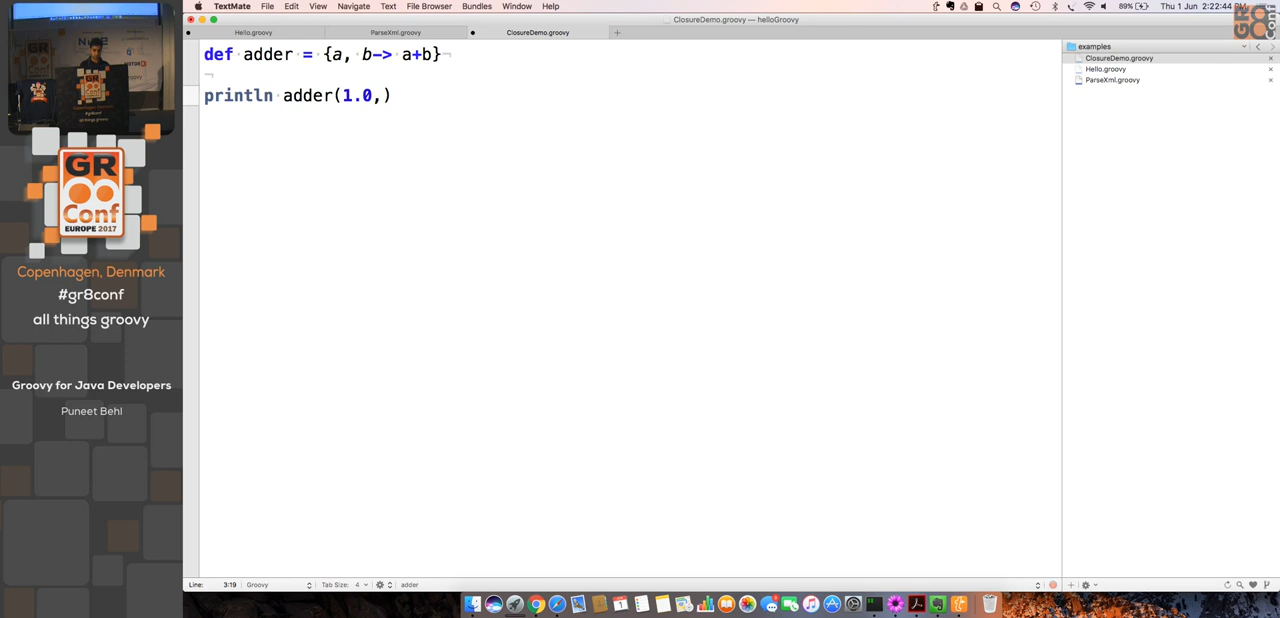 TextMate File Edit View Navigate Text File Browser Bundles Window Help
89% Thu 1 Jun 2:22:44 PM
ClosureDemo.groovy — helloGroovy
Hello.groovy ParseXml.groovy ClosureDemo.groovy
def adder = {a, b-> a+b}
println adder(1.0,)
examples
ClosureDemo.groovy
Hello.groovy
ParseXml.groovy
GR
Conf
EUROPE 2017
Copenhagen, Denmark
#gr8conf
all things groovy
Groovy for Java Developers
Puneet Behl
Line: 3:19 Groovy Tab Size: 4 adder